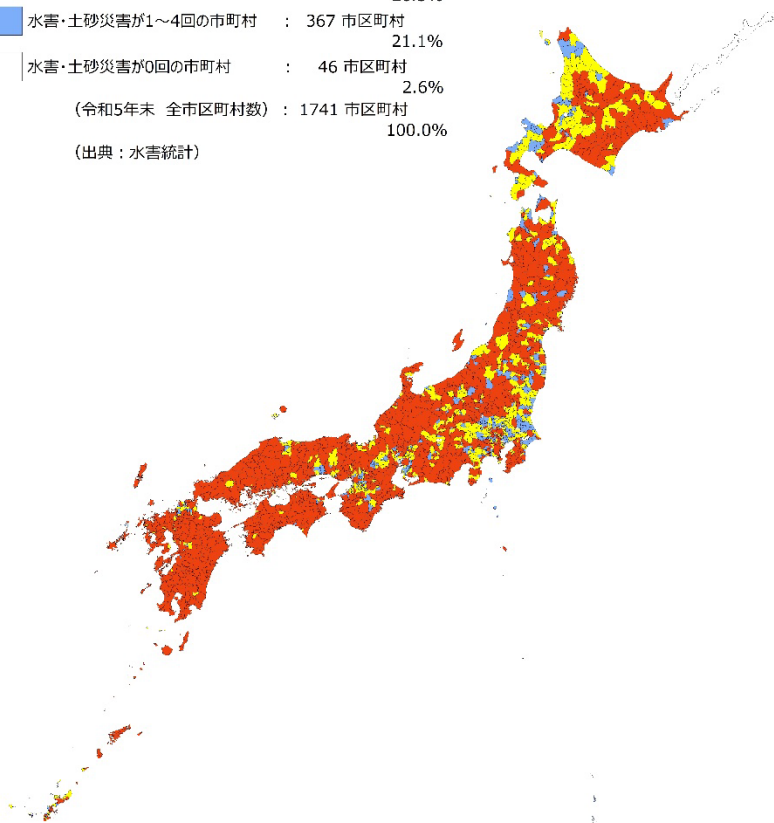 水害・土砂災害が1～4回の市町村 : 367 市区町村
21.1%
水害・土砂災害が0回の市町村 : 46 市区町村
2.6%
(令和5年末 全市区町村数) : 1741 市区町村
100.0%
(出典：水害統計)